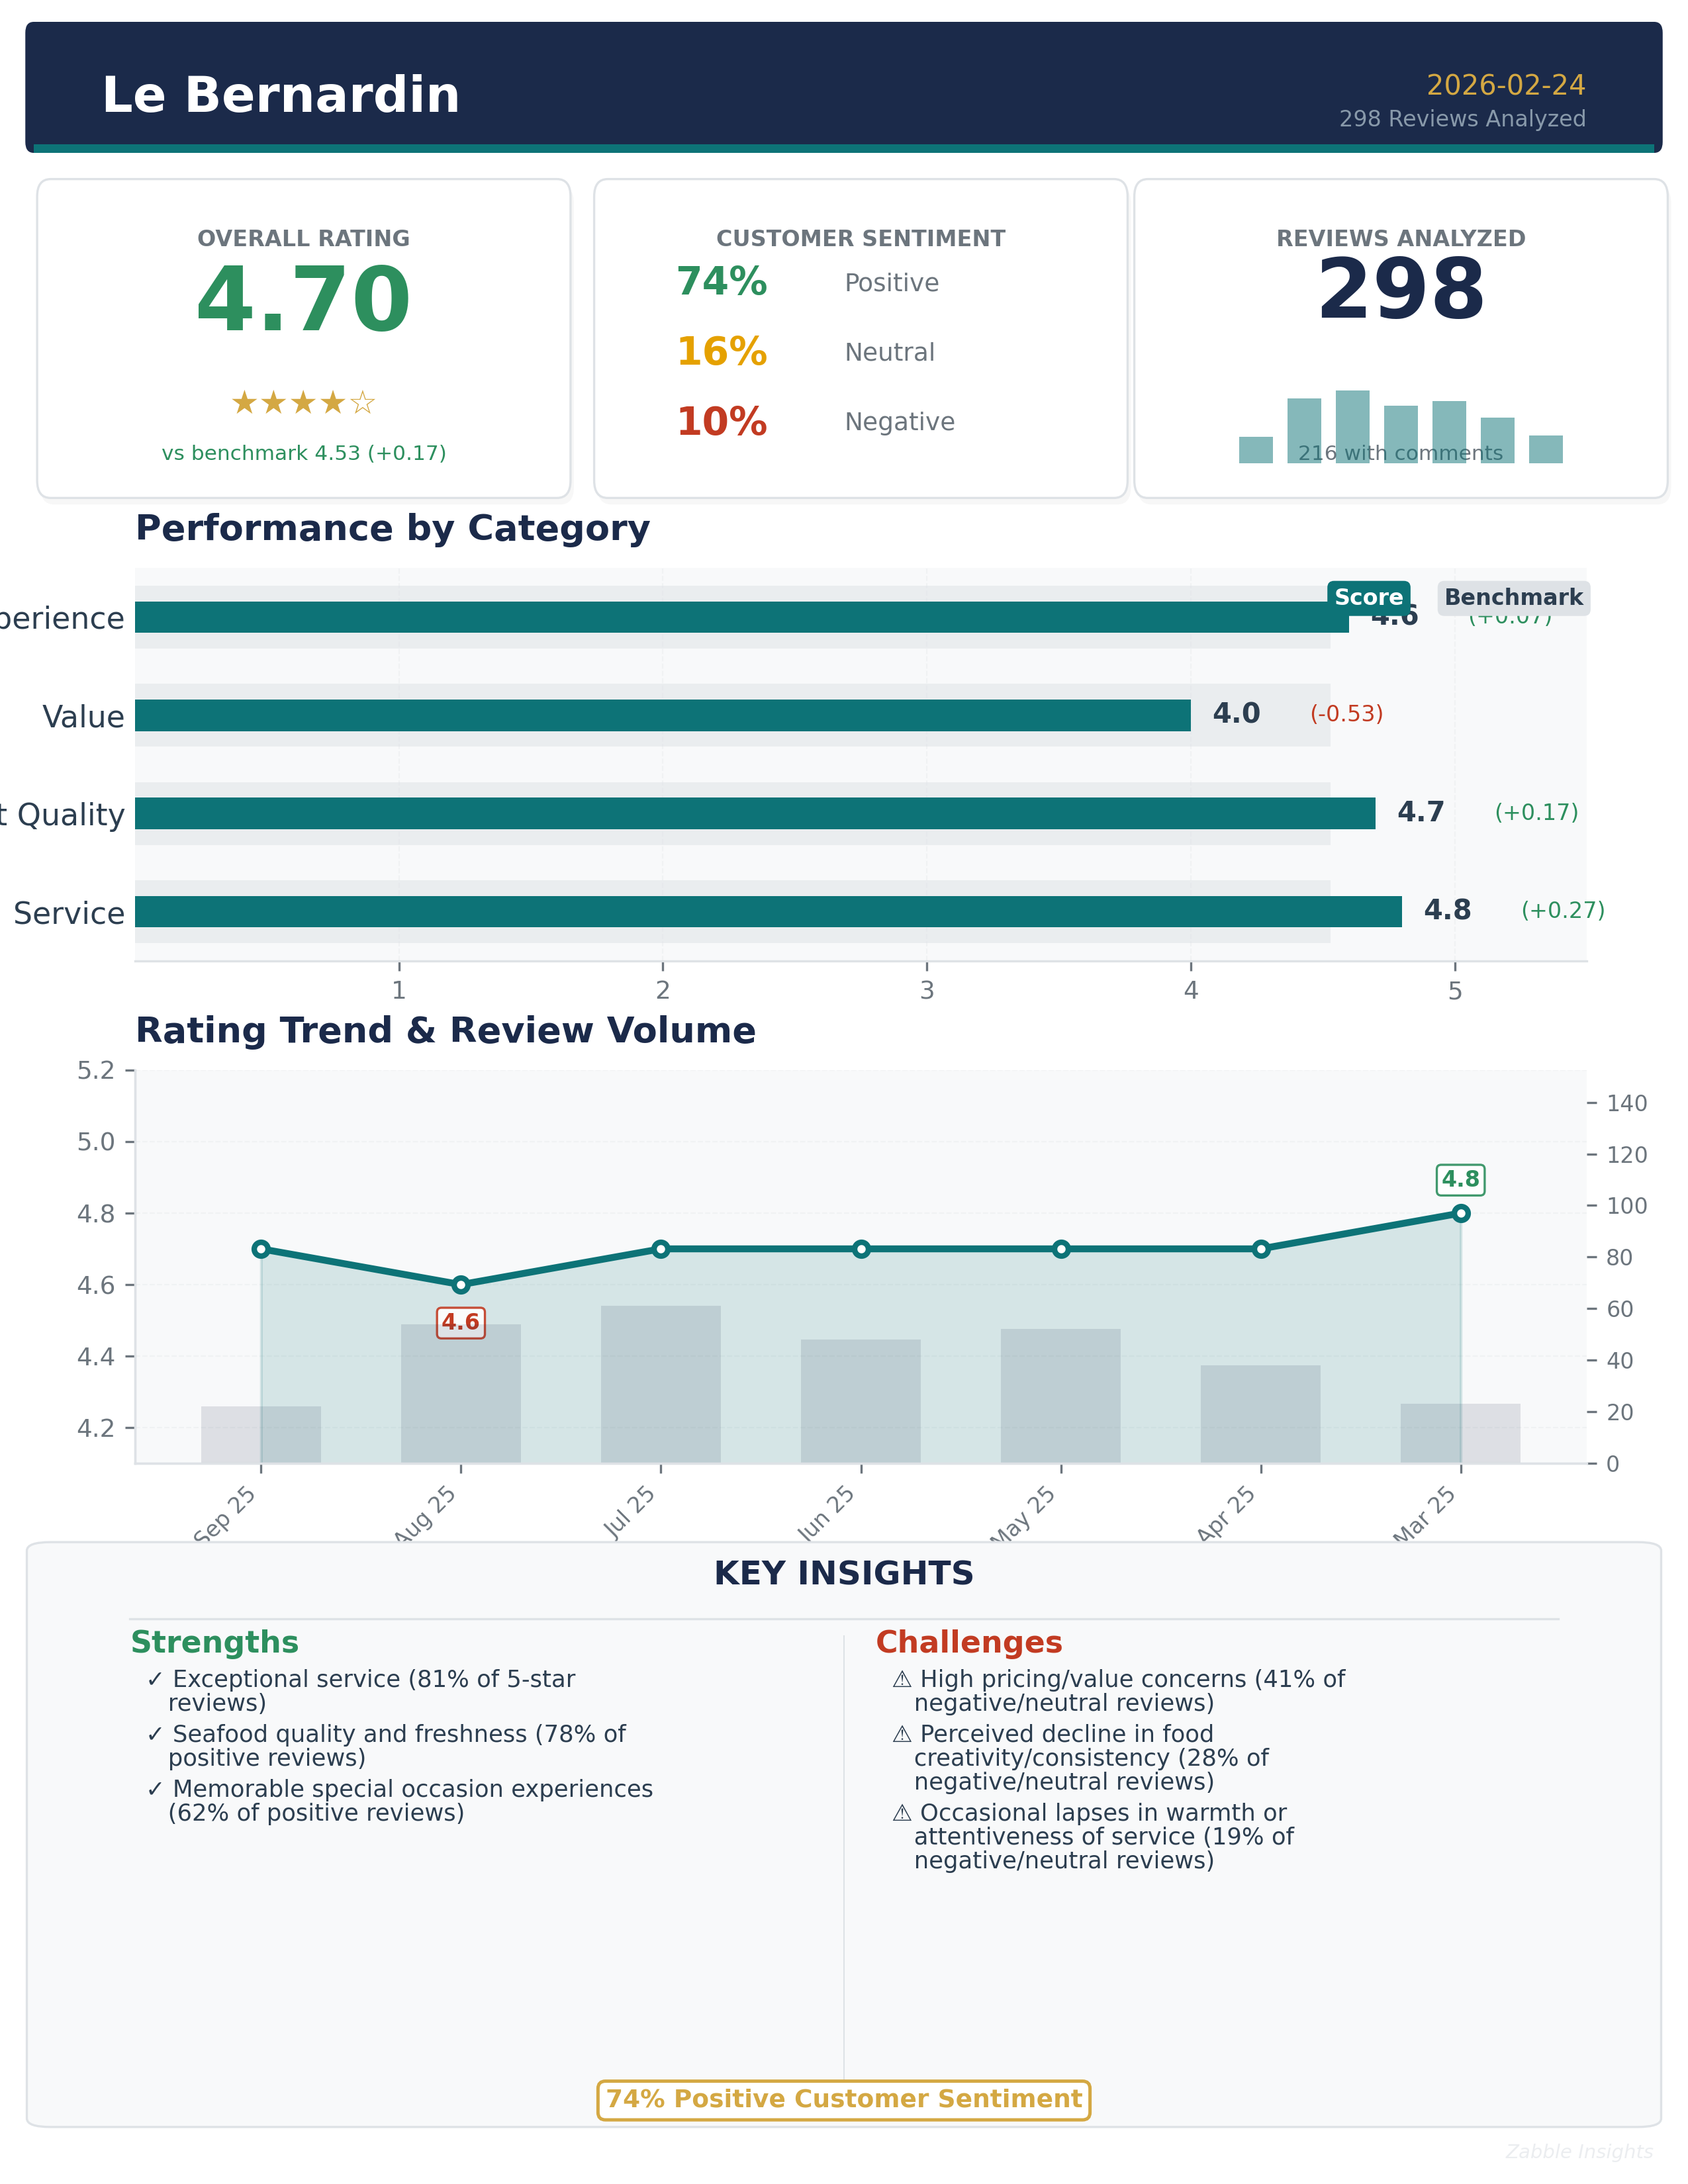 Le Bernardin
2026-02-24
298 Reviews Analyzed
OVERALL RATING
4.70
★★★★☆
vs benchmark 4.53 (+0.17)
CUSTOMER SENTIMENT
74% Positive
16% Neutral
10% Negative
REVIEWS ANALYZED
298
216 with comments
Performance by Category
Score Benchmark
perience 4.6 (+0.07)
Value 4.0 (-0.53)
t Quality 4.7 (+0.17)
Service 4.8 (+0.27)
1 2 3 4 5
Rating Trend & Review Volume
5.2
5.0
4.8
4.6
4.4
4.2
140
120
100
80
60
40
20
0
4.8
4.6
Sep 25 Aug 25 Jul 25 Jun 25 May 25 Apr 25 Mar 25
KEY INSIGHTS
Strengths
✓ Exceptional service (81% of 5-star
reviews)
✓ Seafood quality and freshness (78% of
positive reviews)
✓ Memorable special occasion experiences
(62% of positive reviews)
Challenges
⚠ High pricing/value concerns (41% of
negative/neutral reviews)
⚠ Perceived decline in food
creativity/consistency (28% of
negative/neutral reviews)
⚠ Occasional lapses in warmth or
attentiveness of service (19% of
negative/neutral reviews)
74% Positive Customer Sentiment
Zabble Insights